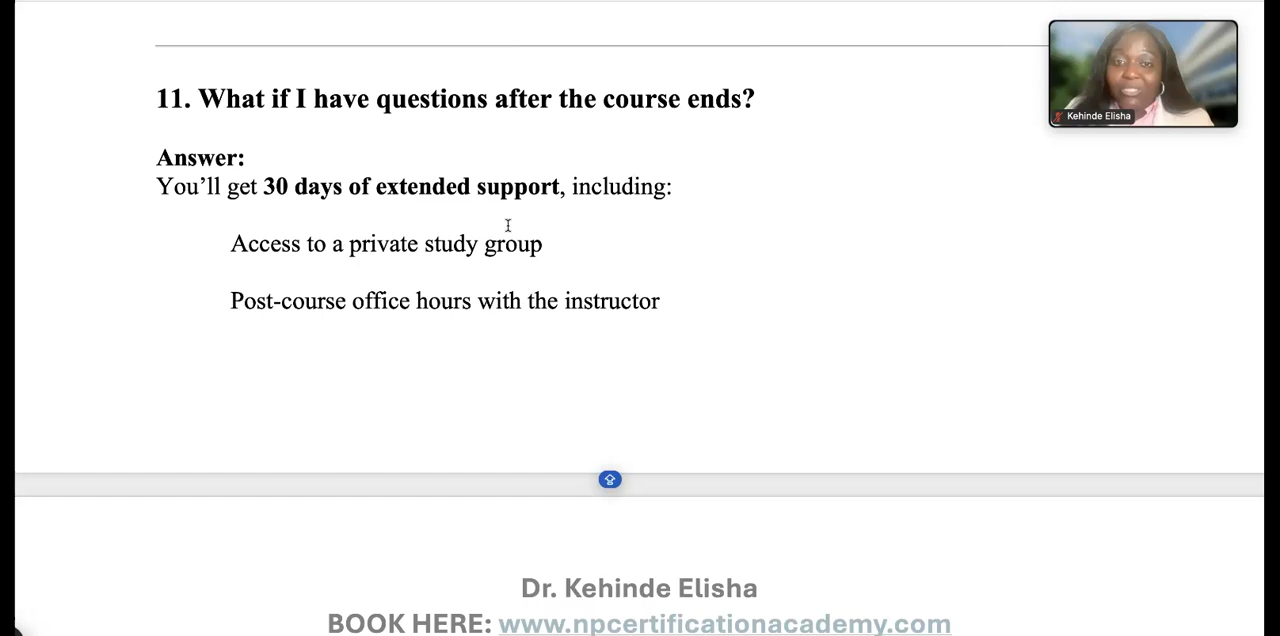 11. What if I have questions after the course ends?
Kehinde Elisha
Answer:
You’ll get 30 days of extended support, including:
Access to a private study group
Post-course office hours with the instructor
Dr. Kehinde Elisha
BOOK HERE: www.npcertificationacademy.com